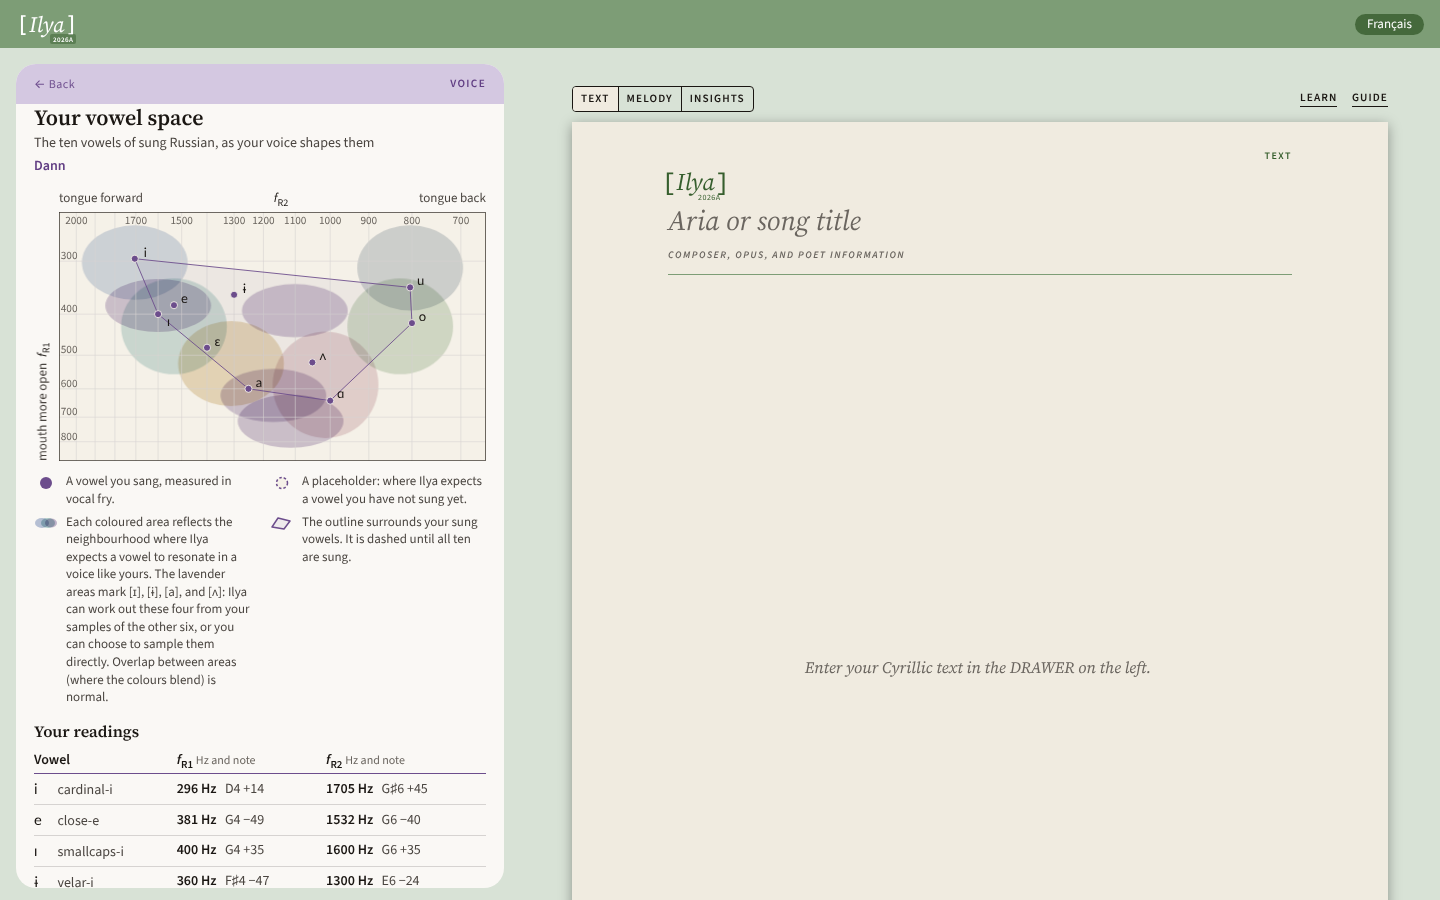 [Ilya]
2026A
Français
← Back
VOICE
Your vowel space
The ten vowels of sung Russian, as your voice shapes them
Dann
tongue forward
fR2
tongue back
2000 1700 1500 1300 1200 1100 1000 900 800 700
300
400
500
600
700
800
mouth more open fR1
i
e
ɪ
ɨ
ɛ
a
ʌ
ɑ
u
o
A vowel you sang, measured in
vocal fry.
A placeholder: where Ilya expects
a vowel you have not sung yet.
Each coloured area reflects the
neighbourhood where Ilya
expects a vowel to resonate in a
voice like yours. The lavender
areas mark [ɪ], [ɨ], [a], and [ʌ]: Ilya
can work out these four from your
samples of the other six, or you
can choose to sample them
directly. Overlap between areas
(where the colours blend) is
normal.
The outline surrounds your sung
vowels. It is dashed until all ten
are sung.
Your readings
Vowel fR1 Hz and note fR2 Hz and note
i cardinal-i 296 Hz D4 +14 1705 Hz G♯6 +45
e close-e 381 Hz G4 −49 1532 Hz G6 −40
ɪ smallcaps-i 400 Hz G4 +35 1600 Hz G6 +35
ɨ velar-i 360 Hz F♯4 −47 1300 Hz E6 −24
TEXT MELODY INSIGHTS
LEARN GUIDE
TEXT
[Ilya]
2026A
Aria or song title
COMPOSER, OPUS, AND POET INFORMATION
Enter your Cyrillic text in the DRAWER on the left.